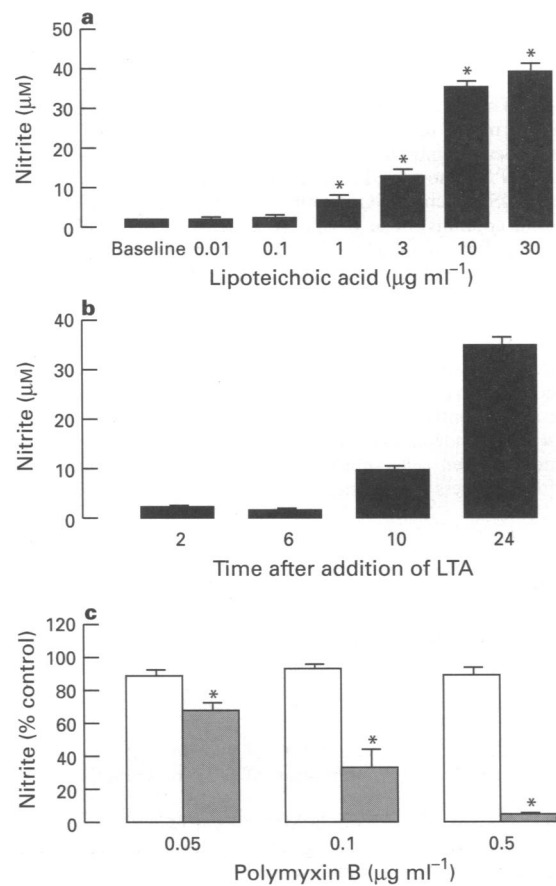 a
Nitrite (μM)
50
40
30
20
10
0
*
*
*
*
Baseline 0.01 0.1 1 3 10 30
Lipoteichoic acid (μg ml⁻¹)
b
Nitrite (μM)
40
30
20
10
0
2 6 10 24
Time after addition of LTA
c
Nitrite (% control)
120
100
80
60
40
20
0
*
*
*
0.05 0.1 0.5
Polymyxin B (μg ml⁻¹)